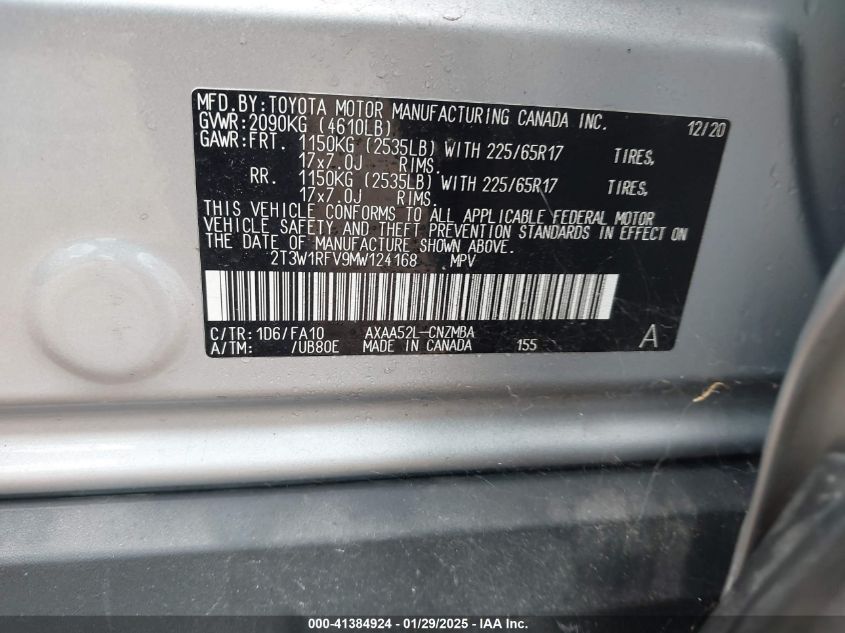 MFD.BY:TOYOTA MOTOR MANUFACTURING CANADA INC. 12/20
GVWR:2090KG (4610LB)
GAWR:FRT. 1150KG (2535LB) WITH 225/65R17 TIRES,
17x7.0J RIMS.
RR. 1150KG (2535LB) WITH 225/65R17 TIRES,
17x7.0J RIMS.
THIS VEHICLE CONFORMS TO ALL APPLICABLE FEDERAL MOTOR
VEHICLE SAFETY AND THEFT PREVENTION STANDARDS IN EFFECT ON
THE DATE OF MANUFACTURE SHOWN ABOVE.
2T3W1RFV9MW124168 MPV
C/TR:1D6/FA10 AXAA52L-CNZMBA
A/TM: /UB80E MADE IN CANADA 155 A
000-41384924 - 01/29/2025 - IAAI Inc.